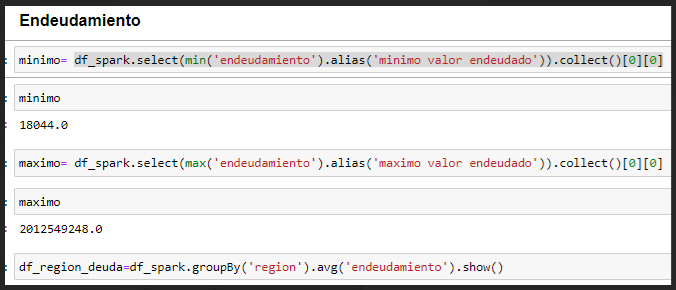 Endeudamiento
: minimo= df_spark.select(min('endeudamiento').alias('minimo valor endeudado')).collect()[0][0]
: minimo
: 18044.0
: maximo= df_spark.select(max('endeudamiento').alias('maximo valor endeudado')).collect()[0][0]
: maximo
: 2012549248.0
: df_region_deuda=df_spark.groupBy('region').avg('endeudamiento').show()